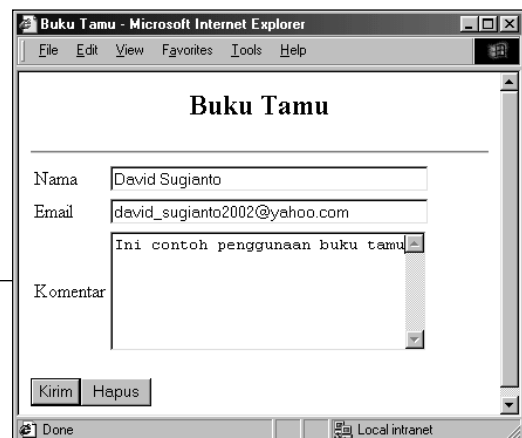 Buku Tamu - Microsoft Internet Explorer
File Edit View Favorites Tools Help
Buku Tamu
Nama David Sugianto
Email david_sugianto2002@yahoo.com
Komentar Ini contoh penggunaan buku tamu
Kirim Hapus
Done Local intranet